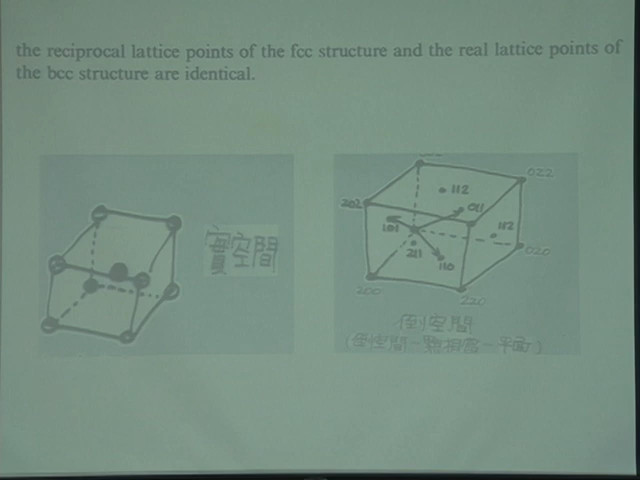 the reciprocal lattice points of the fcc structure and the real lattice points of
the bcc structure are identical.
實空間
022
202
112
011
101
112
211
110
020
200
220
倒空間